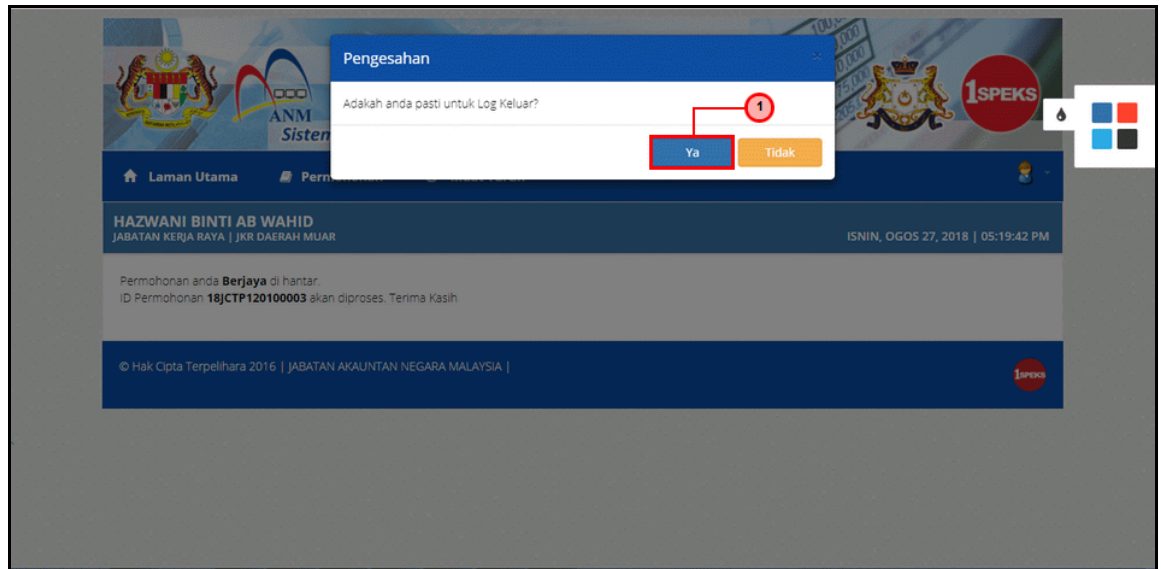 Pengesahan
Adakah anda pasti untuk Log Keluar?
1
Ya
Tidak
ANM
1SPEKS
Laman Utama
HAZWANI BINTI AB WAHID
JABATAN KERJA RAYA | JKR DAERAH MUAR
ISNIN, OGOS 27, 2018 | 05:19:42 PM
Permohonan anda Berjaya di hantar.
ID Permohonan 18JCTP120100003 akan diproses. Terima Kasih
© Hak Cipta Terpelihara 2016 | JABATAN AKAUNTAN NEGARA MALAYSIA |
1SPEKS